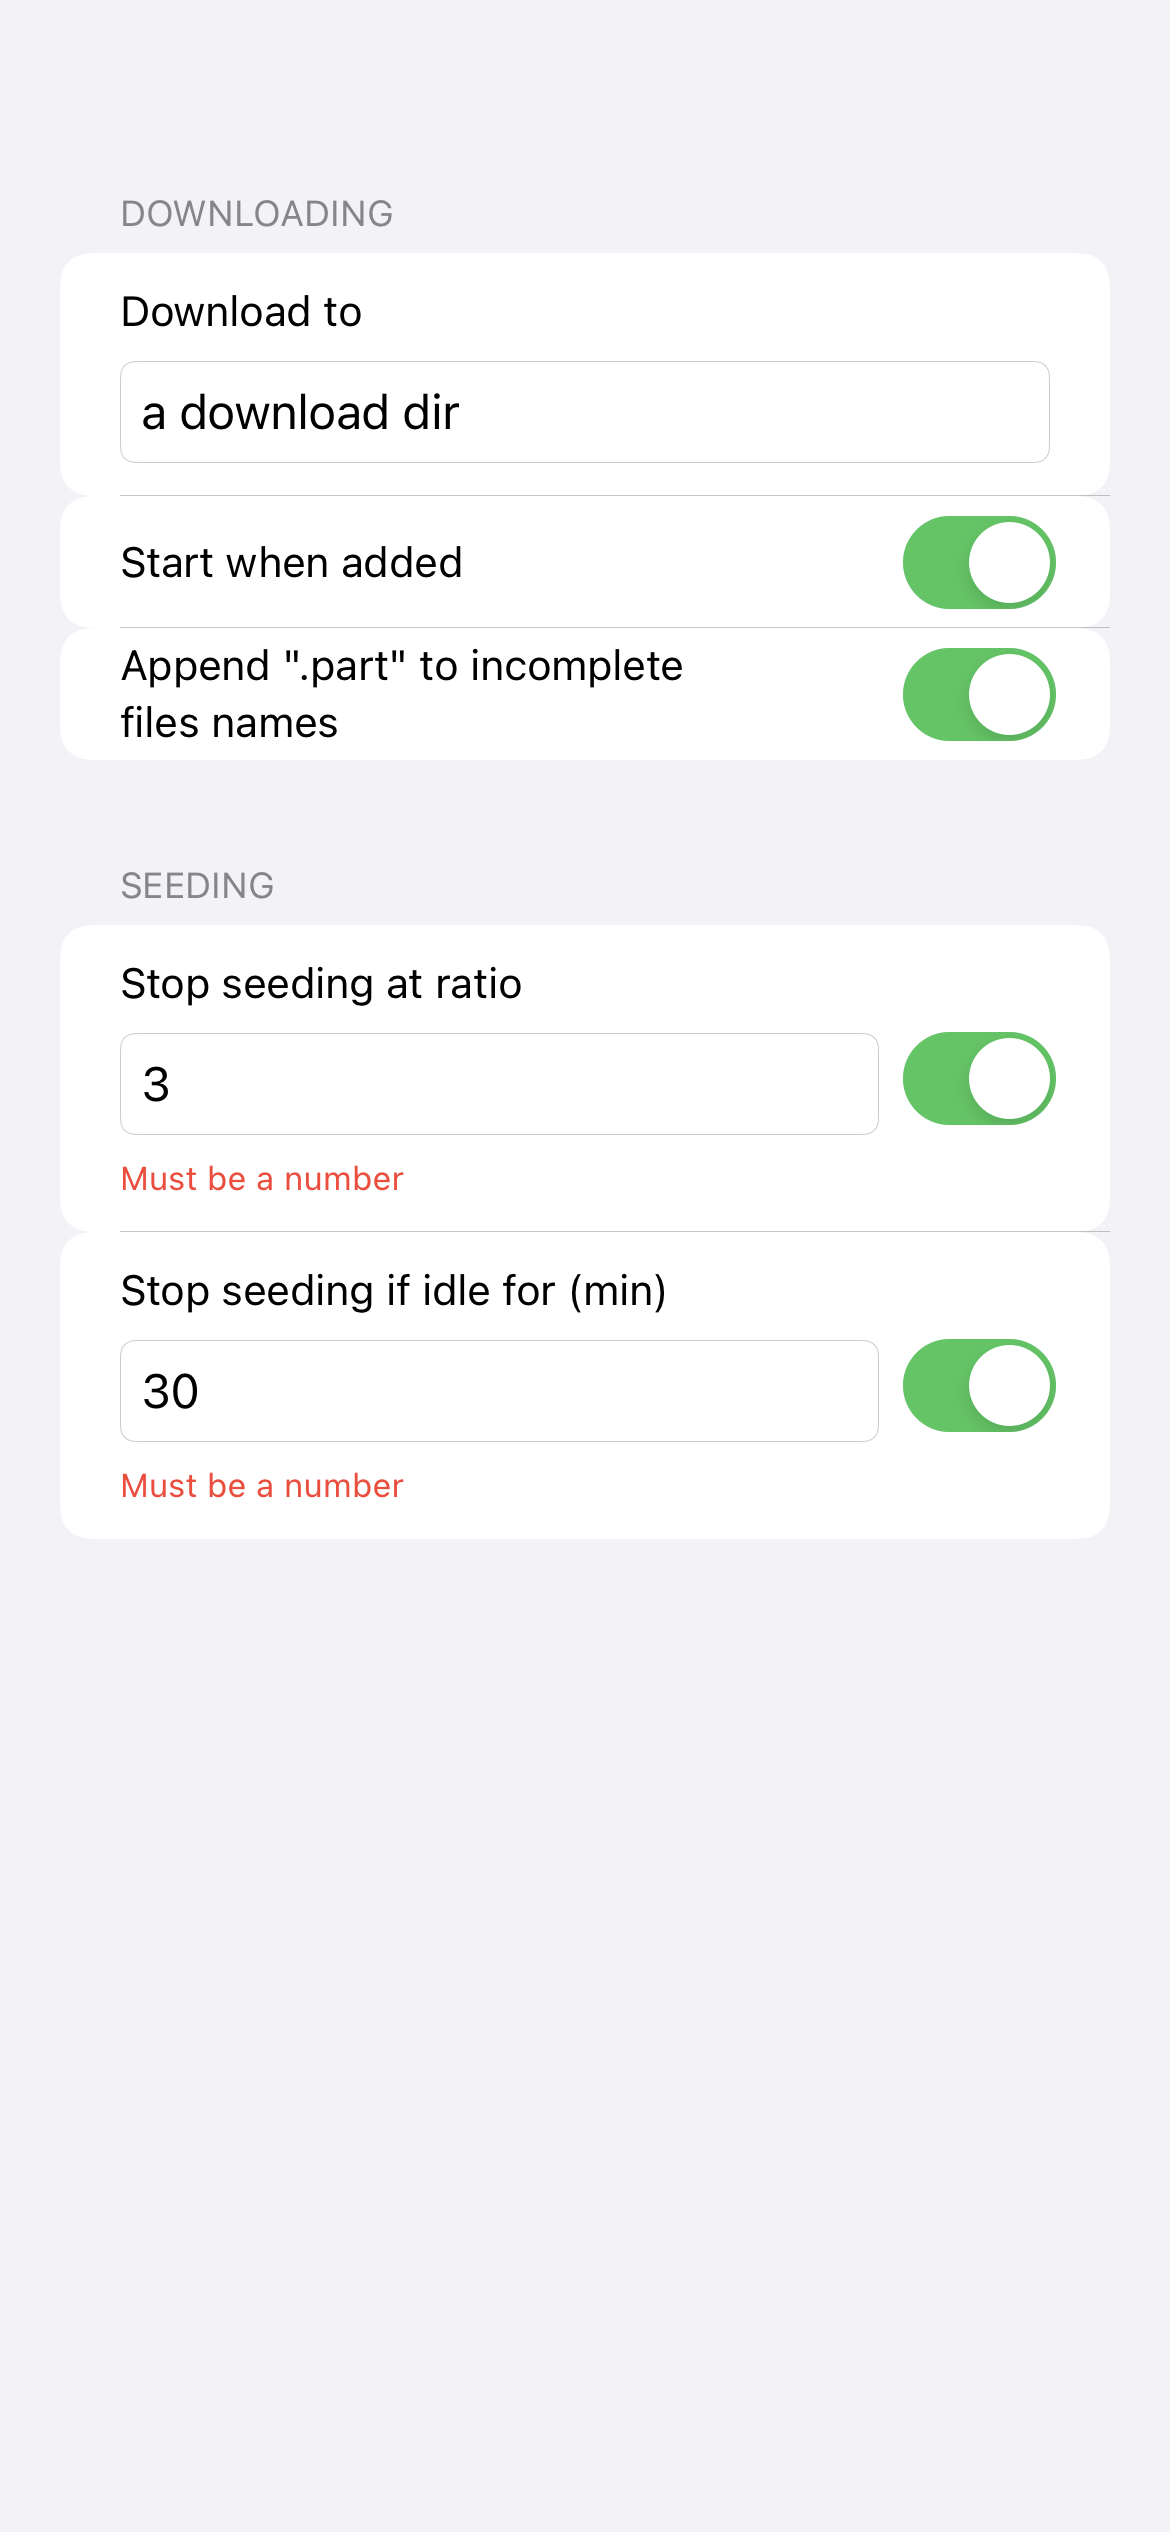 DOWNLOADING
Download to
a download dir
Start when added
Append ".part" to incomplete
files names
SEEDING
Stop seeding at ratio
3
Must be a number
Stop seeding if idle for (min)
30
Must be a number